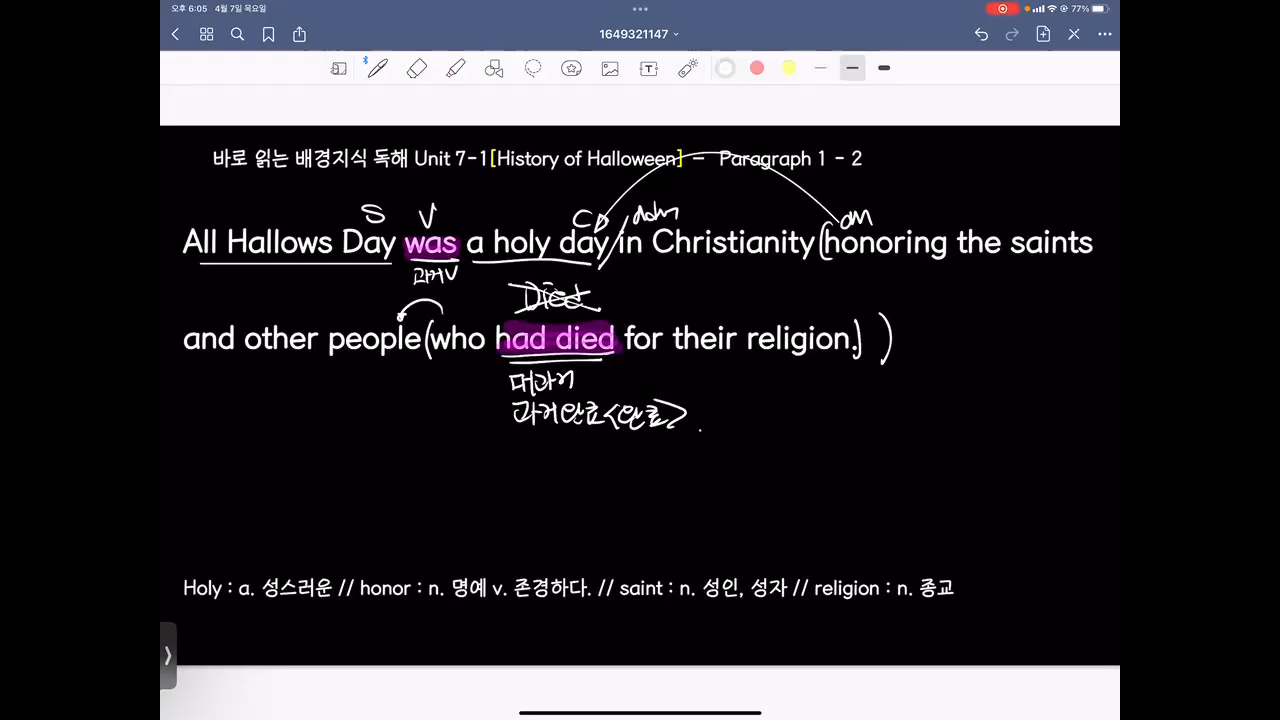 오후 6:05 4월 7일 목요일
77%
1649321147
바로 읽는 배경지식 독해 Unit 7-1[History of Halloween] - Paragraph 1 - 2
S V C
All Hallows Day was a holy day in Christianity (honoring the saints
과거V
Died
and other people (who had died for their religion.) )
대과거
과거완료<완료>
Holy : a. 성스러운 // honor : n. 명예 v. 존경하다. // saint : n. 성인, 성자 // religion : n. 종교